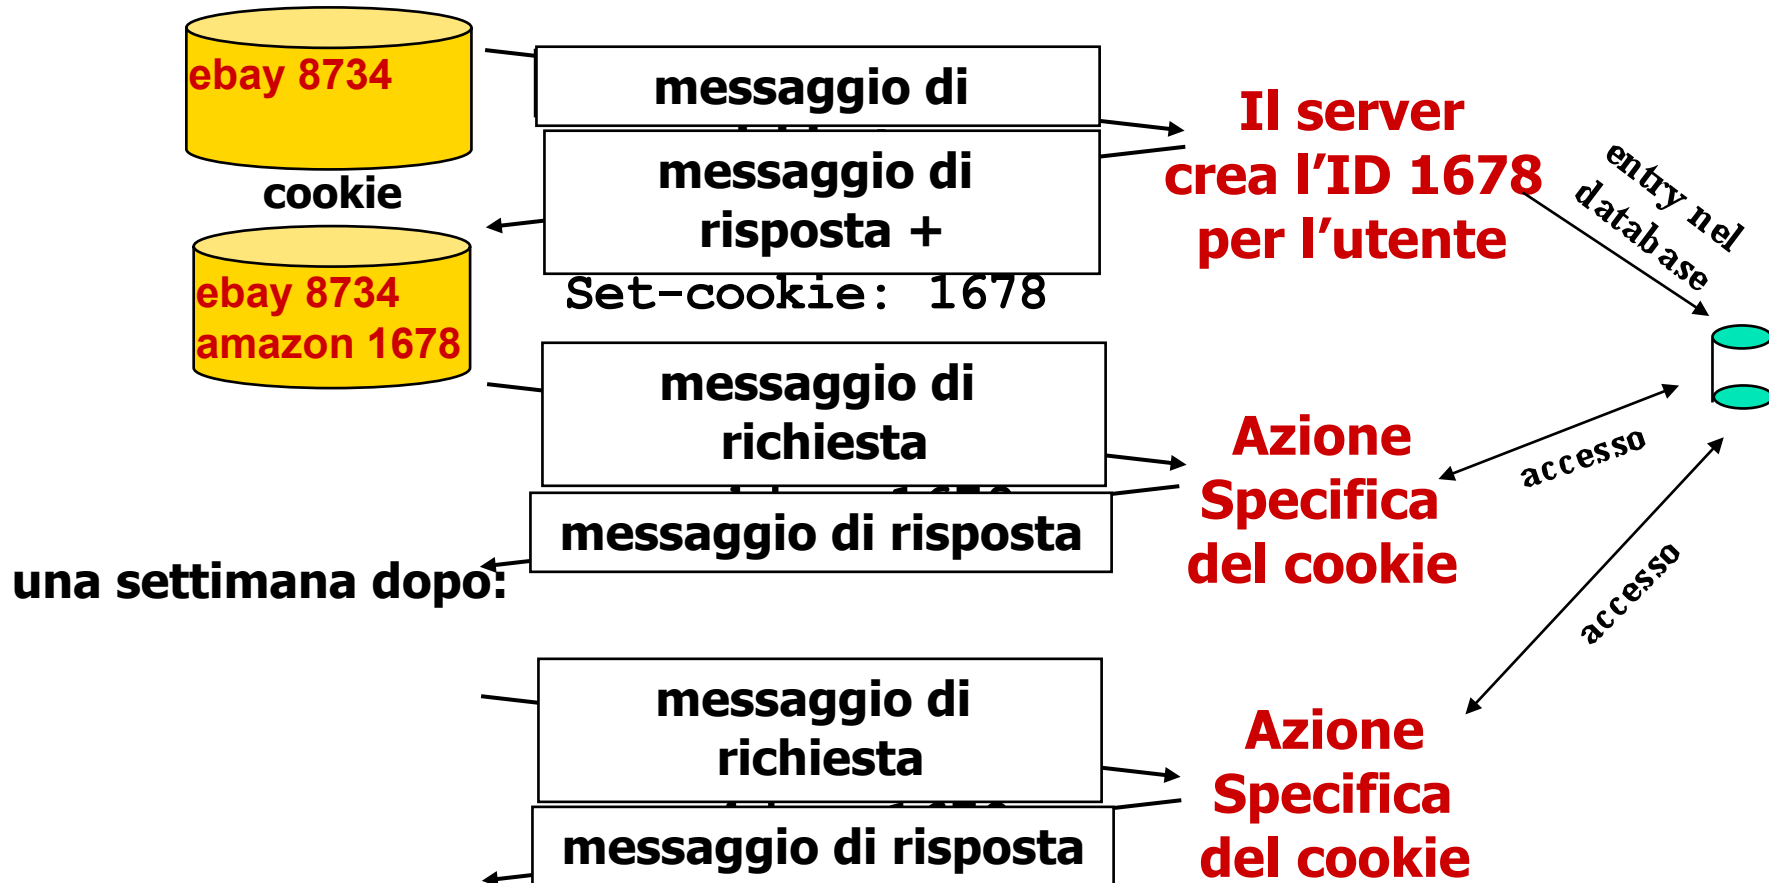 ebay 8734
cookie
ebay 8734
amazon 1678
messaggio di
messaggio di
risposta +
Set-cookie: 1678
Il server
crea l’ID 1678
per l’utente
entry nel
database
messaggio di
richiesta
messaggio di risposta
Azione
Specifica
del cookie
accesso
una settimana dopo:
accesso
messaggio di
richiesta
messaggio di risposta
Azione
Specifica
del cookie